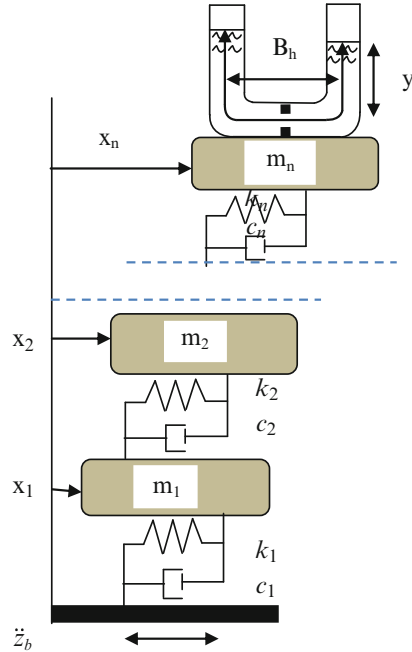 B_h
y
x_n
m_n
k_n
c_n
x_2
m_2
k_2
c_2
x_1
m_1
k_1
c_1
z̈_b